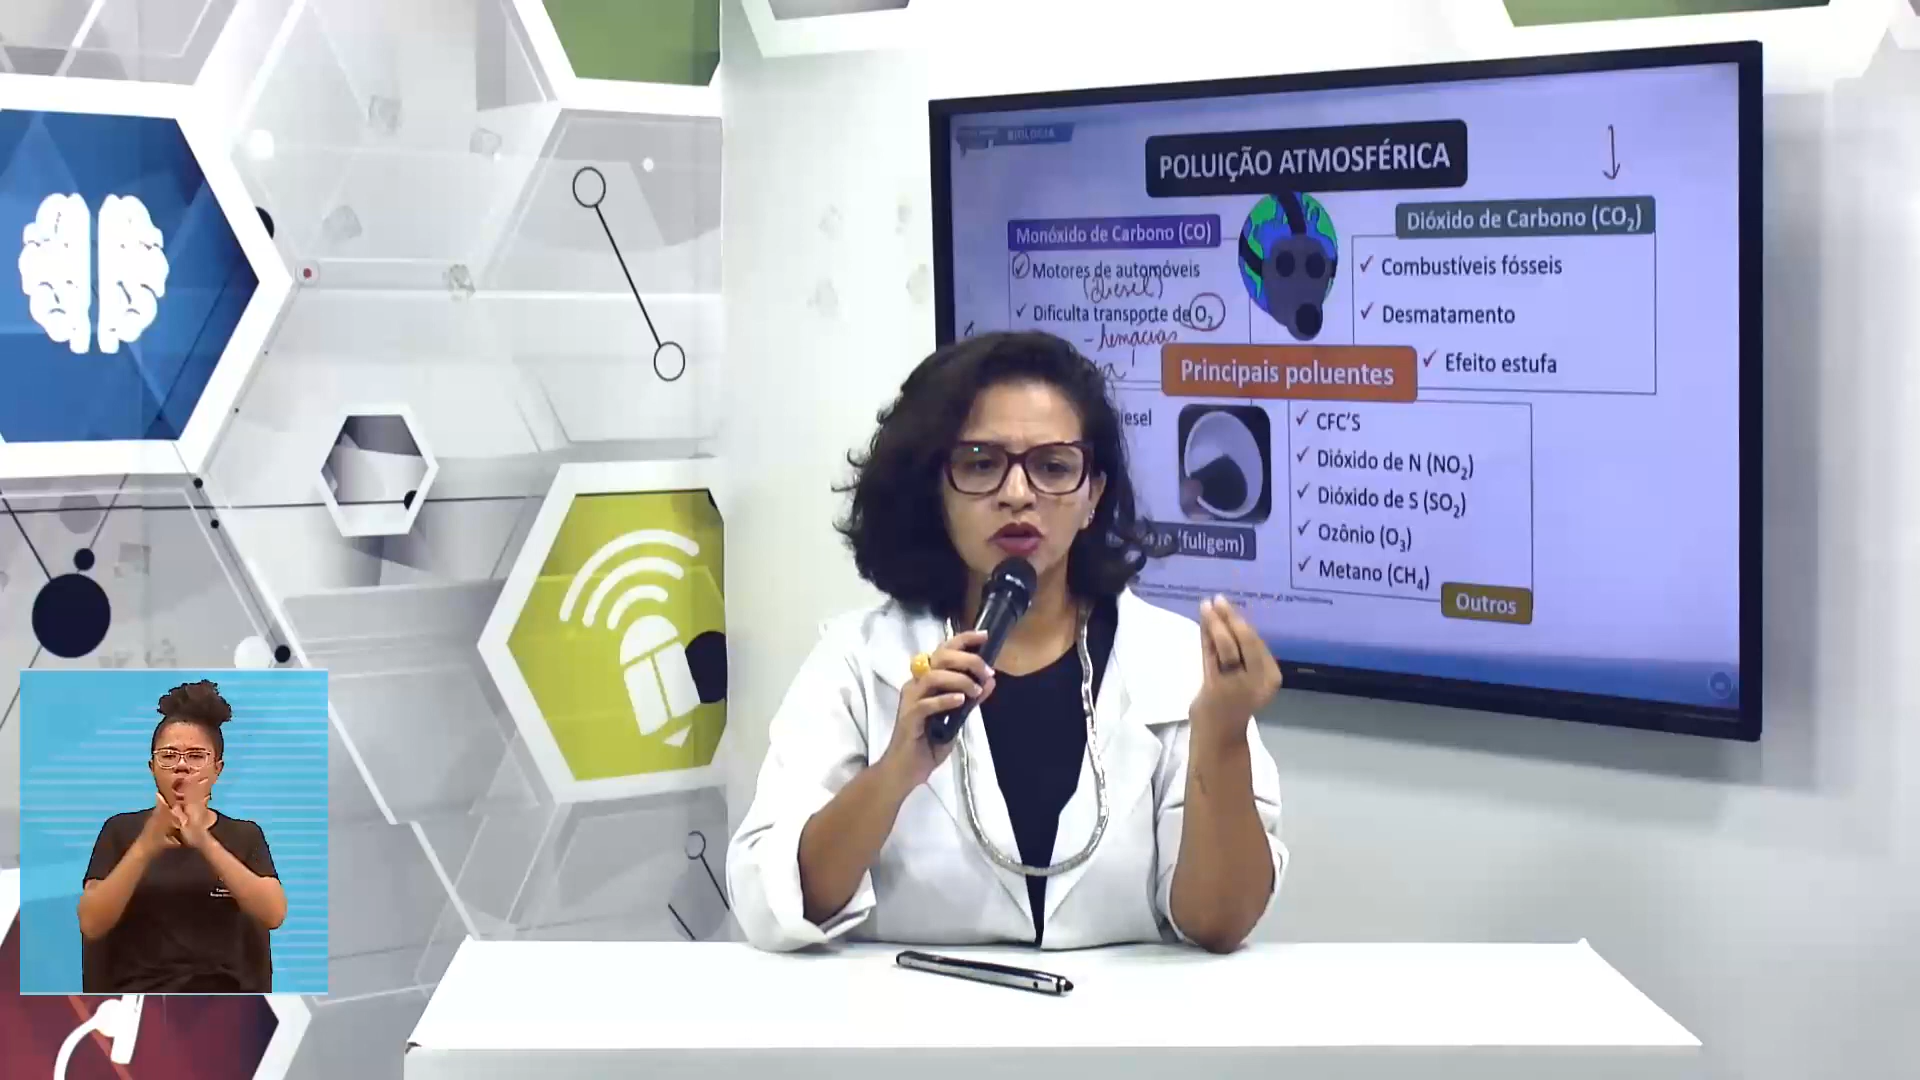 BIOLOGIA
POLUIÇÃO ATMOSFÉRICA
Monóxido de Carbono (CO)
✓ Motores de automóveis
(diesel)
✓ Dificulta transporte de O₂
- hemácias
Dióxido de Carbono (CO₂)
✓ Combustíveis fósseis
✓ Desmatamento
✓ Efeito estufa
Principais poluentes
(fuligem)
✓ CFC'S
✓ Dióxido de N (NO₂)
✓ Dióxido de S (SO₂)
✓ Ozônio (O₃)
✓ Metano (CH₄)
Outros